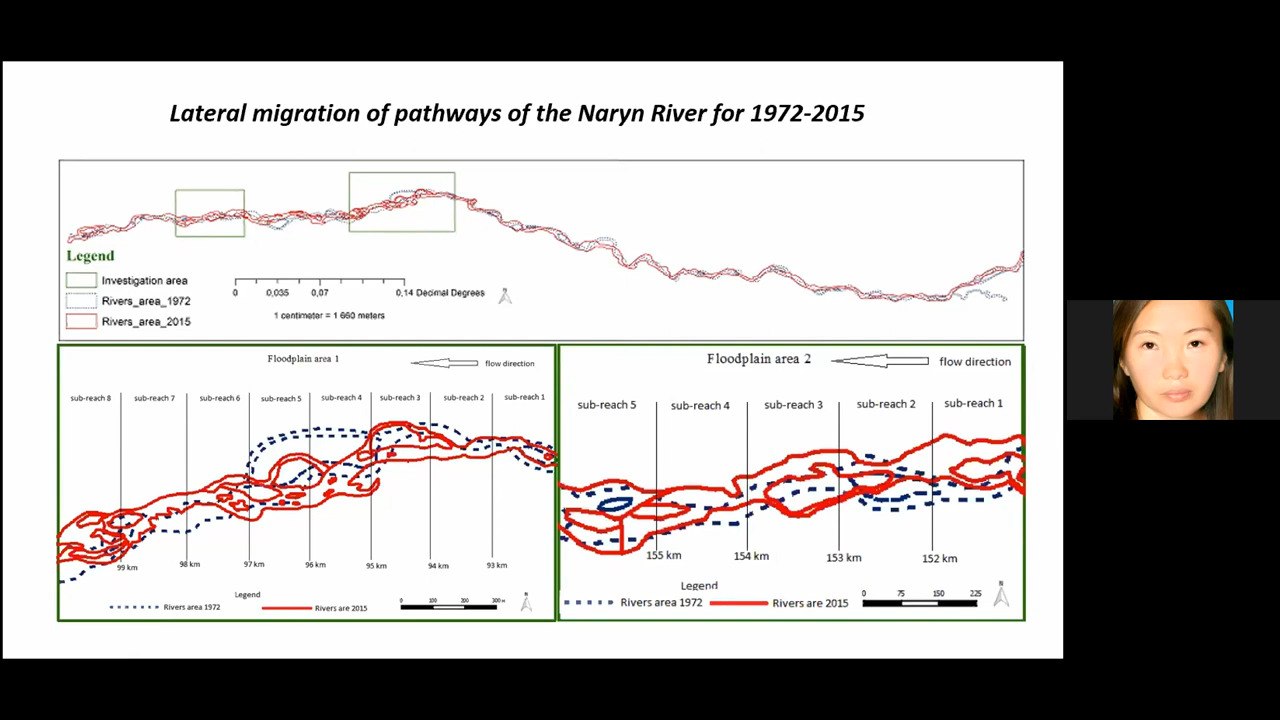 Lateral migration of pathways of the Naryn River for 1972-2015
Legend
Investigation area
Rivers_area_1972
Rivers_area_2015
0 0,035 0,07 0,14 Decimal Degrees
1 centimeter = 1 660 meters
N
Floodplain area 1
flow direction
sub-reach 8 sub-reach 7 sub-reach 6 sub-reach 5 sub-reach 4 sub-reach 3 sub-reach 2 sub-reach 1
99 km 98 km 97 km 96 km 95 km 94 km 93 km
Legend
Rivers area 1972 Rivers are 2015
0 100 200 300 m
N
Floodplain area 2
flow direction
sub-reach 5 sub-reach 4 sub-reach 3 sub-reach 2 sub-reach 1
155 km 154 km 153 km 152 km
Legend
Rivers area 1972 Rivers are 2015
0 75 150 225
N